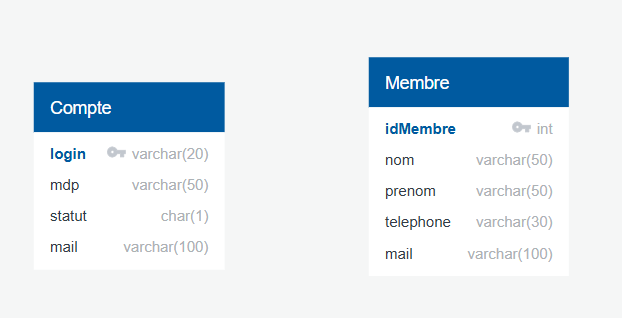 Compte
login varchar(20)
mdp varchar(50)
statut char(1)
mail varchar(100)
Membre
idMembre int
nom varchar(50)
prenom varchar(50)
telephone varchar(30)
mail varchar(100)